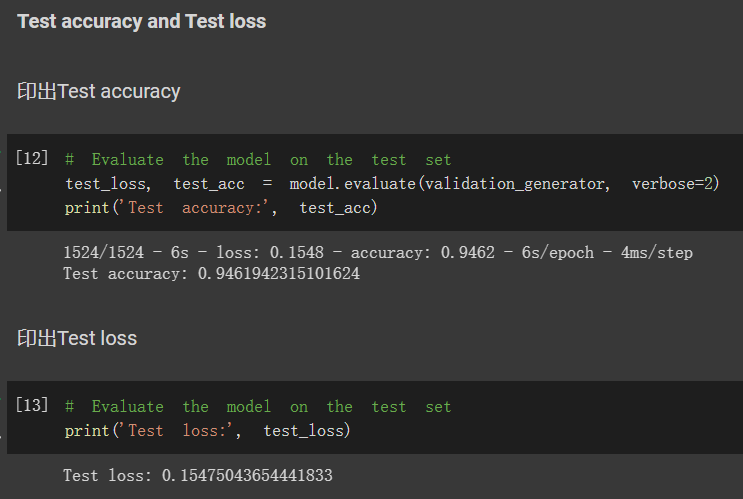 Test accuracy and Test loss
印出Test accuracy
[12] # Evaluate the model on the test set
test_loss, test_acc = model.evaluate(validation_generator, verbose=2)
print('Test accuracy:', test_acc)
1524/1524 - 6s - loss: 0.1548 - accuracy: 0.9462 - 6s/epoch - 4ms/step
Test accuracy: 0.9461942315101624
印出Test loss
[13] # Evaluate the model on the test set
print('Test loss:', test_loss)
Test loss: 0.15475043654441833